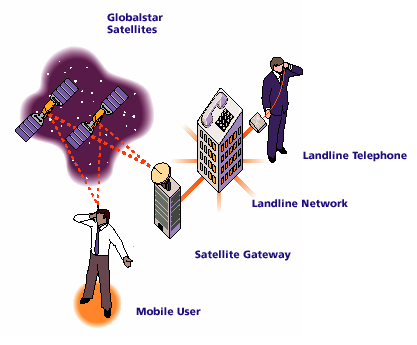 Globalstar
Satellites
Landline Telephone
Landline Network
Satellite Gateway
Mobile User